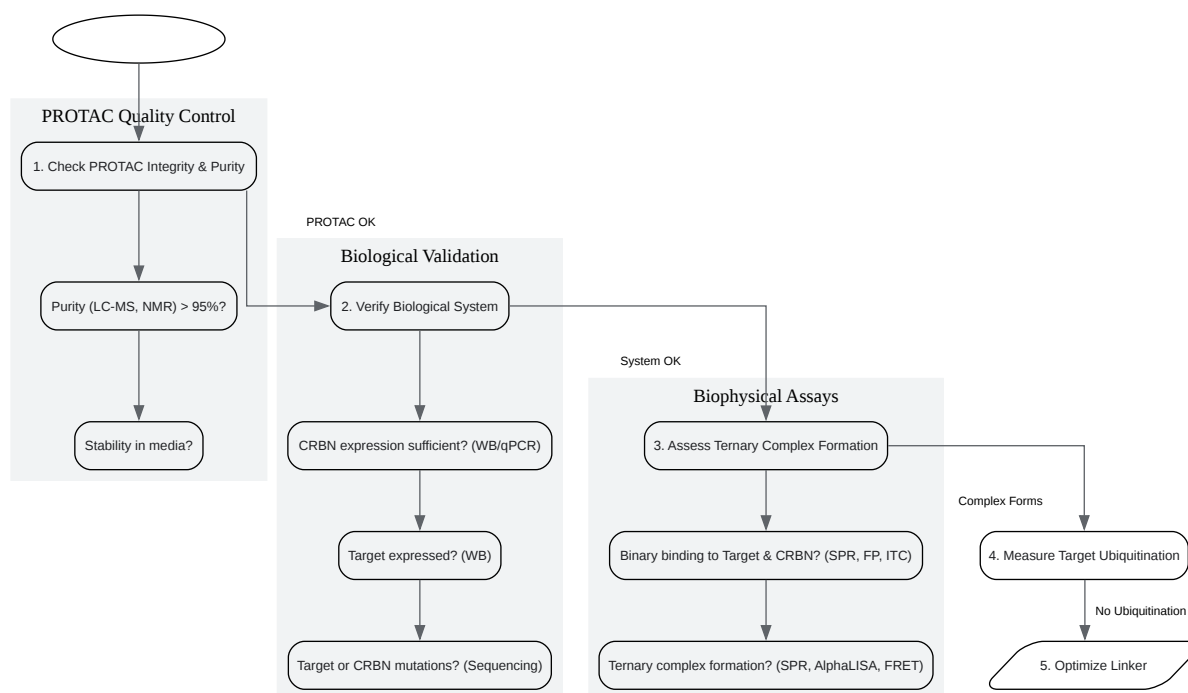 PROTAC Quality Control
1. Check PROTAC Integrity & Purity
Purity (LC-MS, NMR) > 95%?
Stability in media?
PROTAC OK
Biological Validation
2. Verify Biological System
CRBN expression sufficient? (WB/qPCR)
Target expressed? (WB)
Target or CRBN mutations? (Sequencing)
System OK
Biophysical Assays
3. Assess Ternary Complex Formation
Binary binding to Target & CRBN? (SPR, FP, ITC)
Ternary complex formation? (SPR, AlphaLISA, FRET)
Complex Forms
4. Measure Target Ubiquitination
No Ubiquitination
5. Optimize Linker